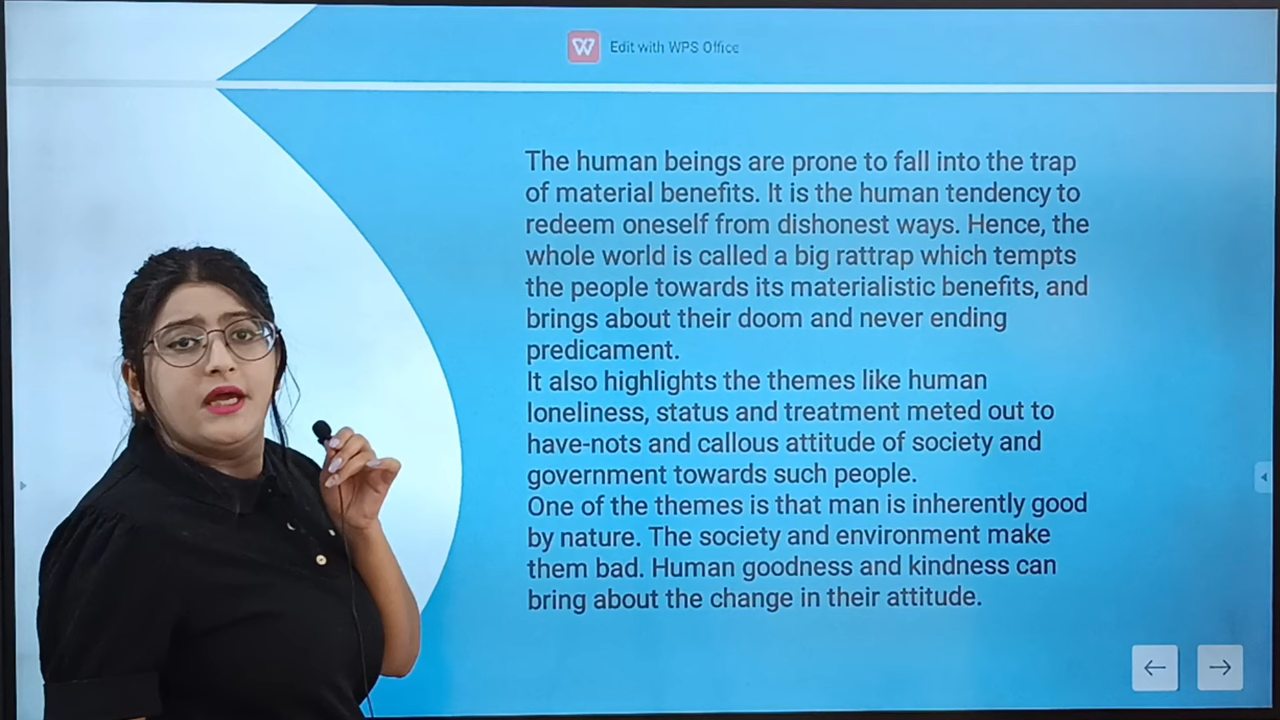 Edit with WPS Office
The human beings are prone to fall into the trap
of material benefits. It is the human tendency to
redeem oneself from dishonest ways. Hence, the
whole world is called a big rattrap which tempts
the people towards its materialistic benefits, and
brings about their doom and never ending
predicament.
It also highlights the themes like human
loneliness, status and treatment meted out to
have-nots and callous attitude of society and
government towards such people.
One of the themes is that man is inherently good
by nature. The society and environment make
them bad. Human goodness and kindness can
bring about the change in their attitude.